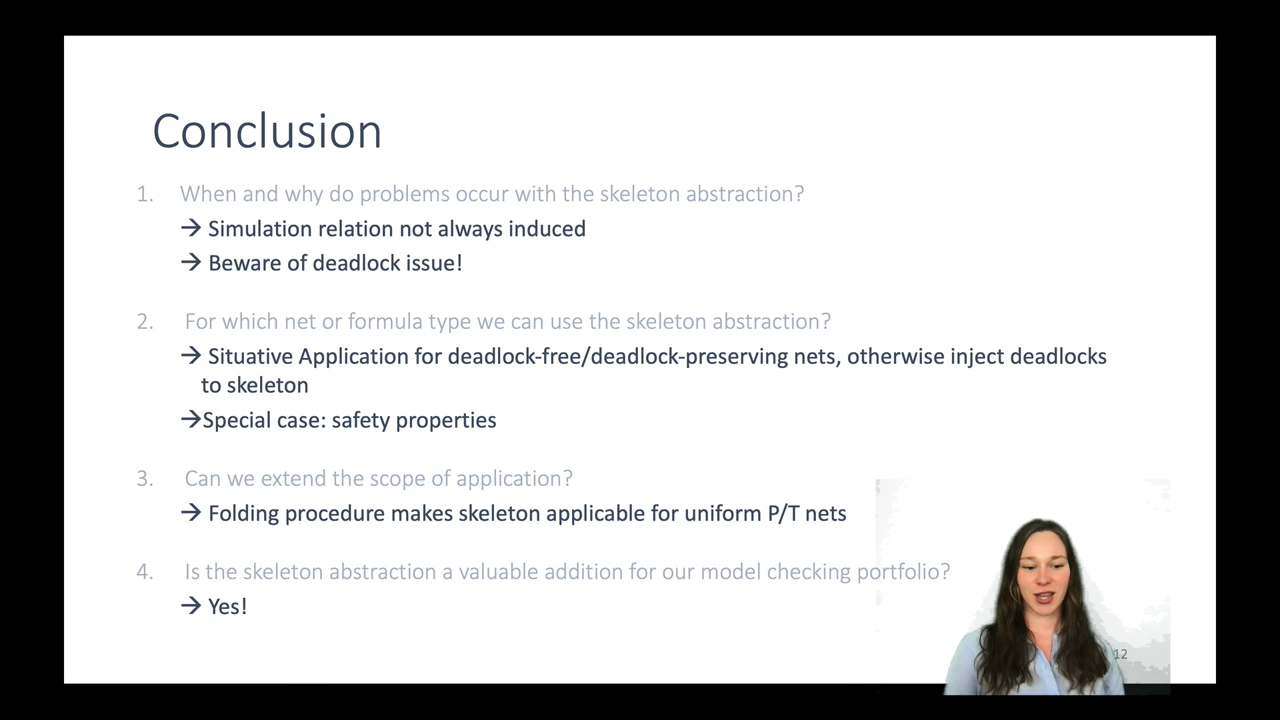 Conclusion
1. When and why do problems occur with the skeleton abstraction?
→ Simulation relation not always induced
→ Beware of deadlock issue!
2. For which net or formula type we can use the skeleton abstraction?
→ Situative Application for deadlock-free/deadlock-preserving nets, otherwise inject deadlocks
to skeleton
→Special case: safety properties
3. Can we extend the scope of application?
→ Folding procedure makes skeleton applicable for uniform P/T nets
4. Is the skeleton abstraction a valuable addition for our model checking portfolio?
→ Yes!
12